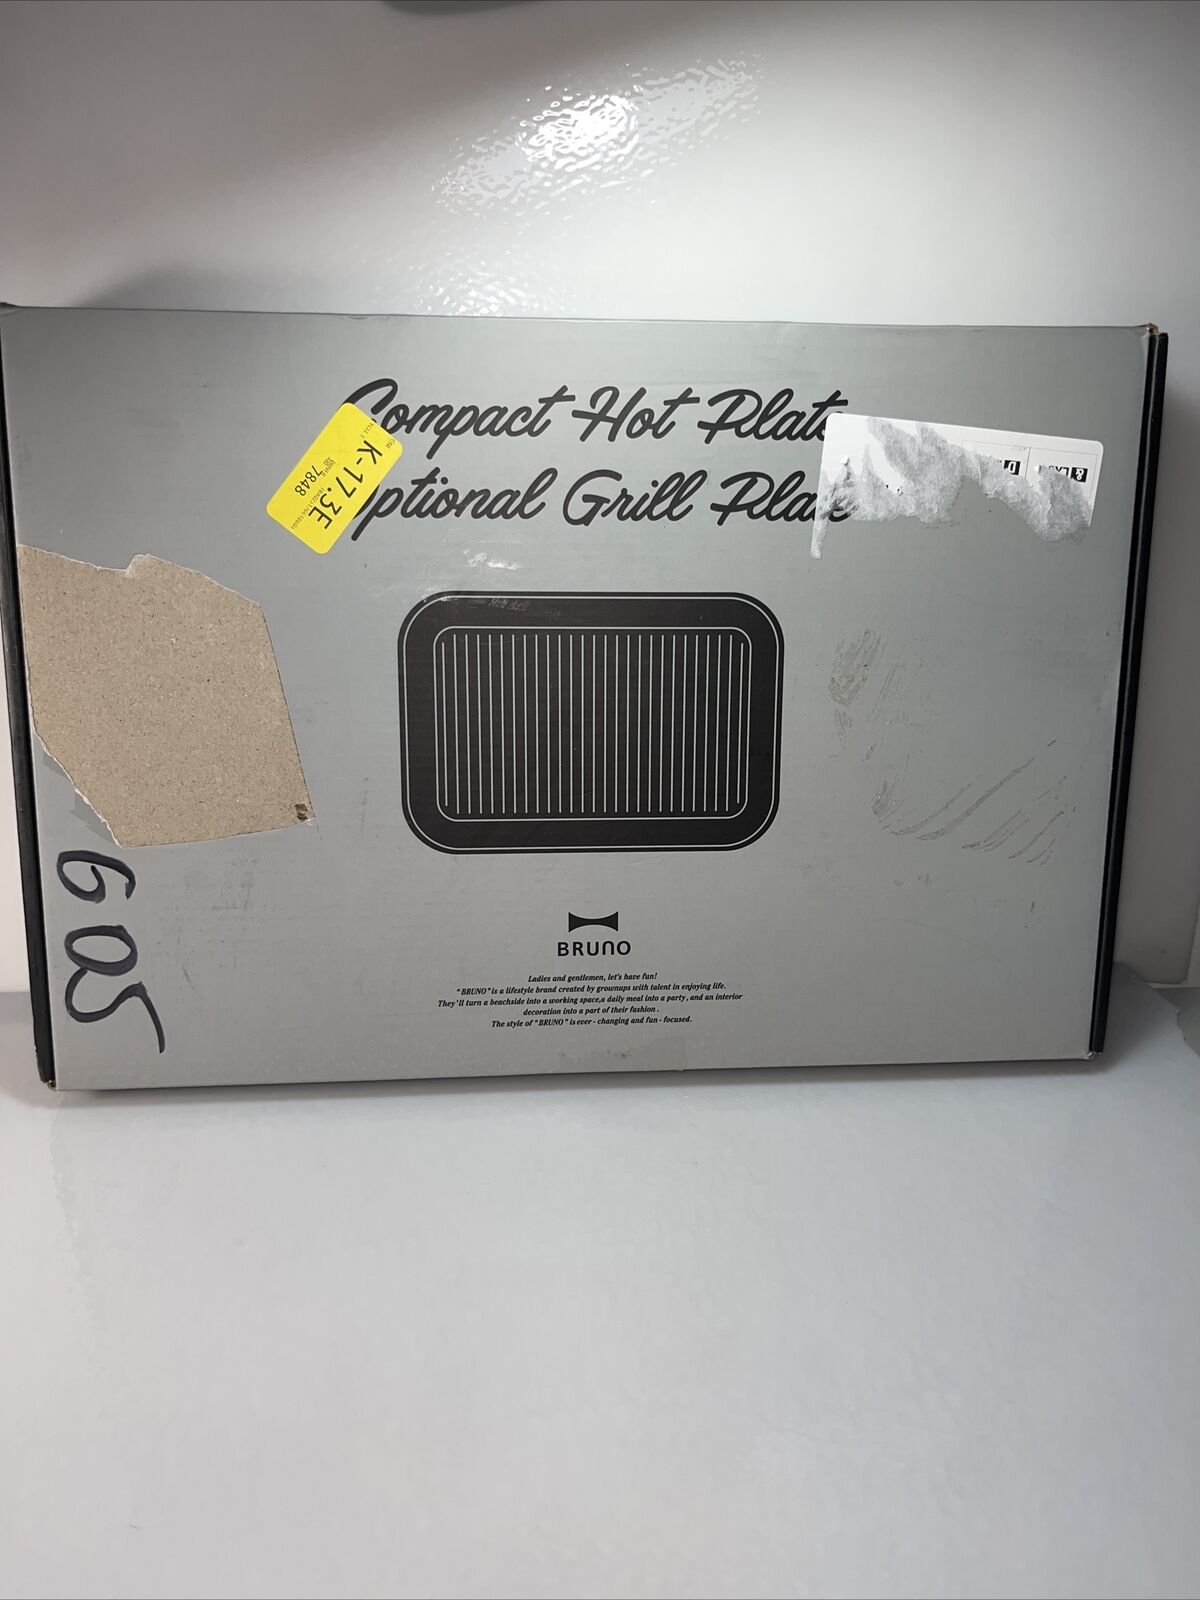 Compact Hot Plate
Optional Grill Plate
K-17.3E
7848
605
BRUNO
Ladies and gentlemen, let's have fun!
"BRUNO" is a lifestyle brand created by grownups with talent in enjoying life.
They'll turn a beachside into a working space,a daily meal into a party, and an interior
decoration into a part of their fashion.
The style of "BRUNO" is ever - changing and fun - focused.